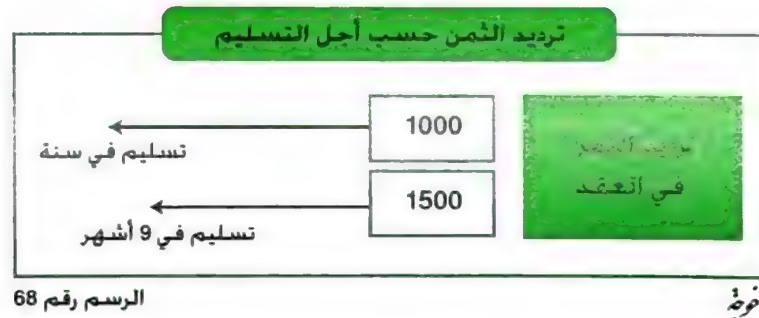 ترديد الثمن حسب أجل التسليم
ترديد الثمن
في العقد
1000
تسليم في سنة
1500
تسليم في 9 أشهر
الرسم رقم 68